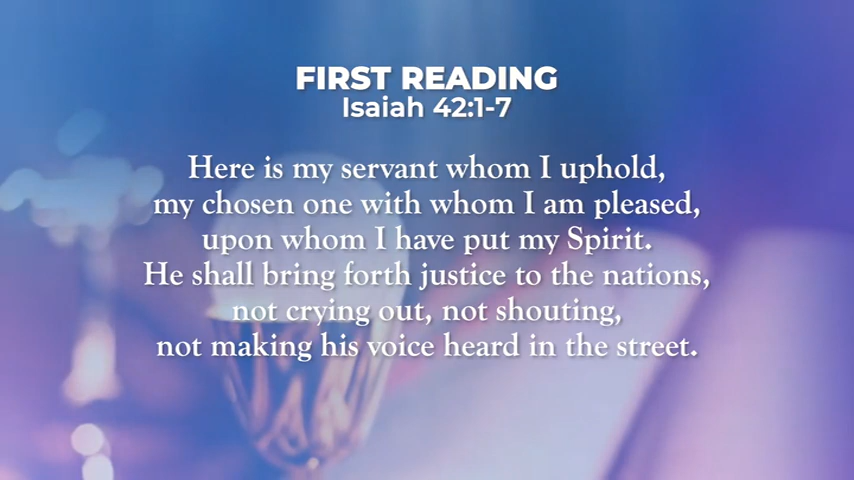 FIRST READING
Isaiah 42:1-7
Here is my servant whom I uphold,
my chosen one with whom I am pleased,
upon whom I have put my Spirit.
He shall bring forth justice to the nations,
not crying out, not shouting,
not making his voice heard in the street.